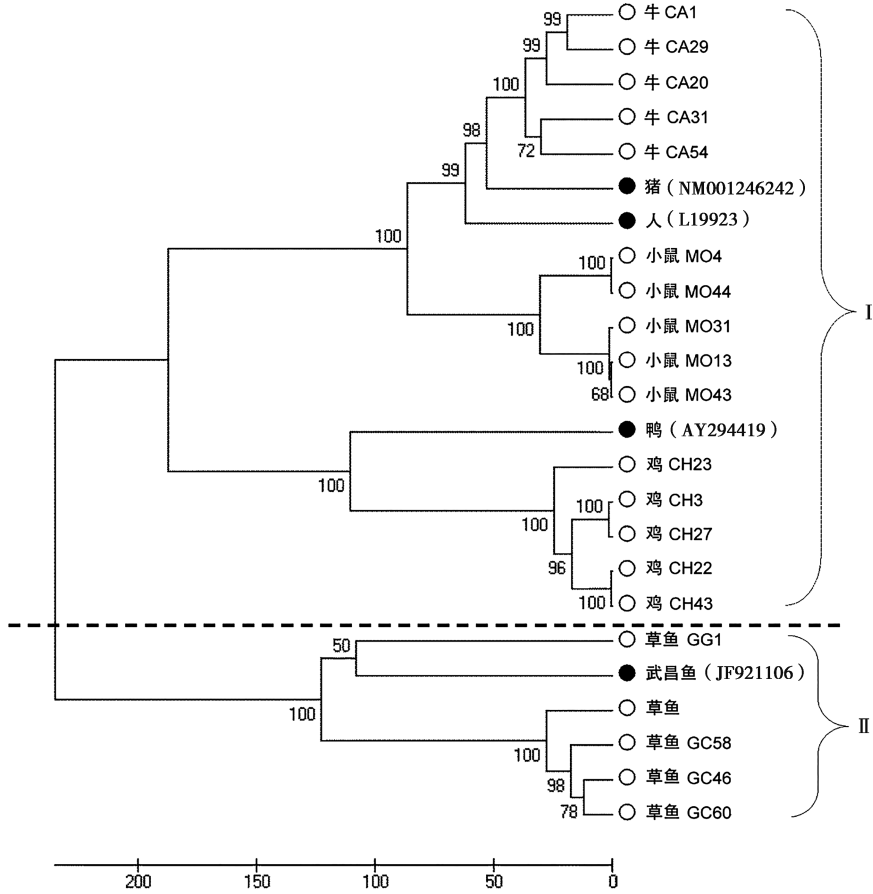 99
牛 CA1
99
牛 CA29
牛 CA20
100
牛 CA31
98
72
牛 CA54
99
猪（NM001246242）
人（L19923）
100
小鼠 MO4
100
小鼠 MO44
100
小鼠 MO31
I
小鼠 MO13
100
小鼠 MO43
68
鸭（AY294419）
鸡 CH23
100
鸡 CH3
100
鸡 CH27
100
鸡 CH22
96
鸡 CH43
100
草鱼 GG1
50
武昌鱼（JF921106）
100
草鱼
II
草鱼 GC58
100
草鱼 GC46
98
草鱼 GC60
78
200 150 100 50 0